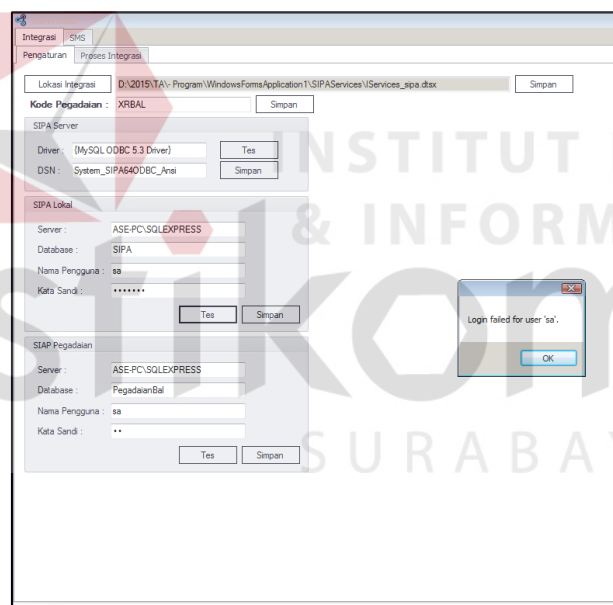 Integrasi SMS
Pengaturan Proses Integrasi
Lokasi Integrasi D:\2015\TA\- Program\WindowsFormsApplication1\SIPAServices\IServices_sipa.dtsx Simpan
Kode Pegadaian : XRBAL Simpan
SIPA Server
Driver : {MySQL ODBC 5.3 Driver} Tes
DSN : System_SIPA64ODBC_Ansi Simpan
SIPA Lokal
Server : ASE-PC\SQLEXPRESS
Database : SIPA
Nama Pengguna : sa
Kata Sandi : •••••••
Tes Simpan
SIAP Pegadaian
Server : ASE-PC\SQLEXPRESS
Database : PegadaianBal
Nama Pengguna : sa
Kata Sandi : ••
Tes Simpan
Login failed for user 'sa'.
OK
INSTITUT
& INFORM
stikom
SURABAY